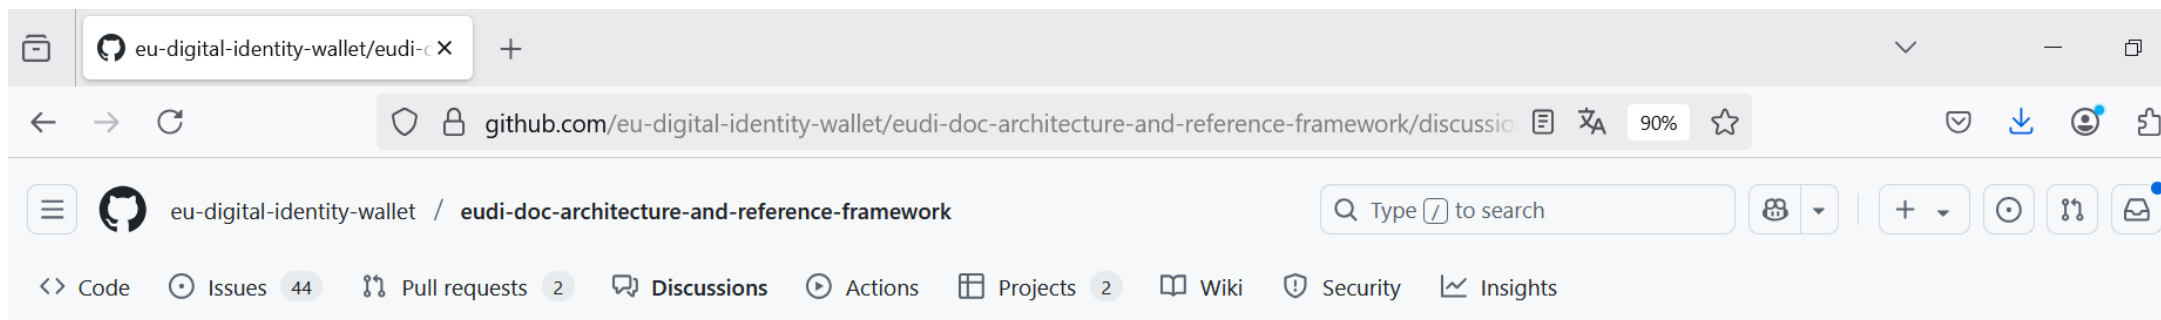 eu-digital-identity-wallet/eudi-
github.com/eu-digital-identity-wallet/eudi-doc-architecture-and-reference-framework/discussio 90%
eu-digital-identity-wallet / eudi-doc-architecture-and-reference-framework Type / to search
Code Issues 44 Pull requests 2 Discussions Actions Projects 2 Wiki Security Insights